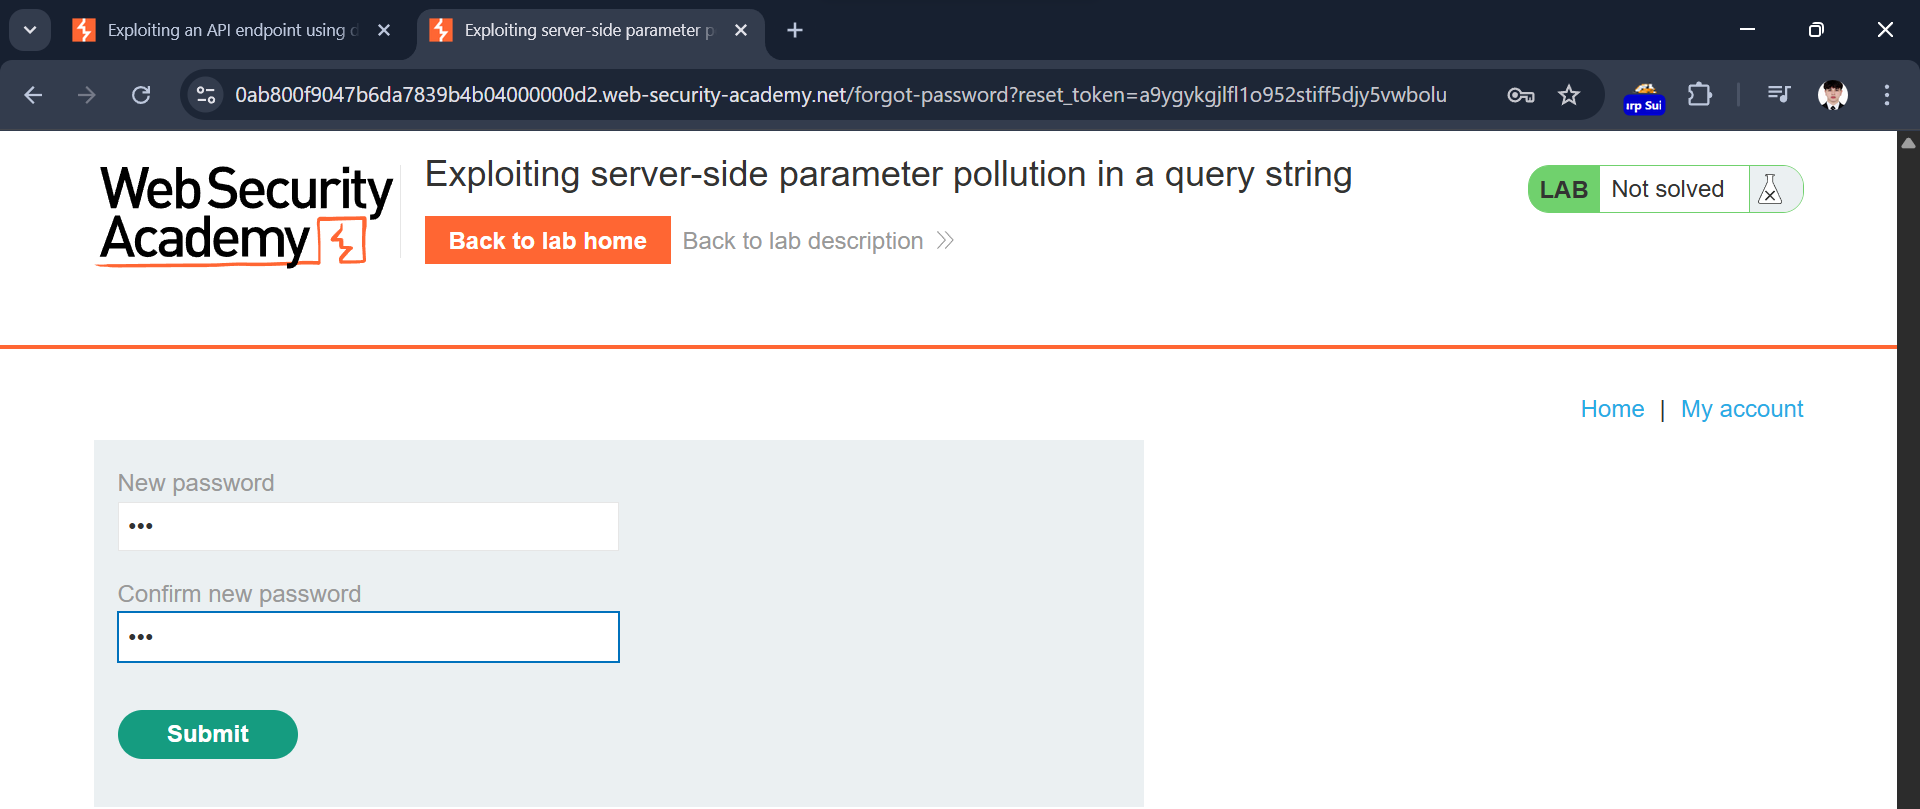 Exploiting an API endpoint using d
Exploiting server-side parameter p
0ab800f9047b6da7839b4b04000000d2.web-security-academy.net/forgot-password?reset_token=a9ygykgjlfl1o952stiff5djy5vwbolu
ırp Sui
Web Security
Academy
Exploiting server-side parameter pollution in a query string
Back to lab home
Back to lab description
LAB
Not solved
Home | My account
New password
•••
Confirm new password
•••
Submit